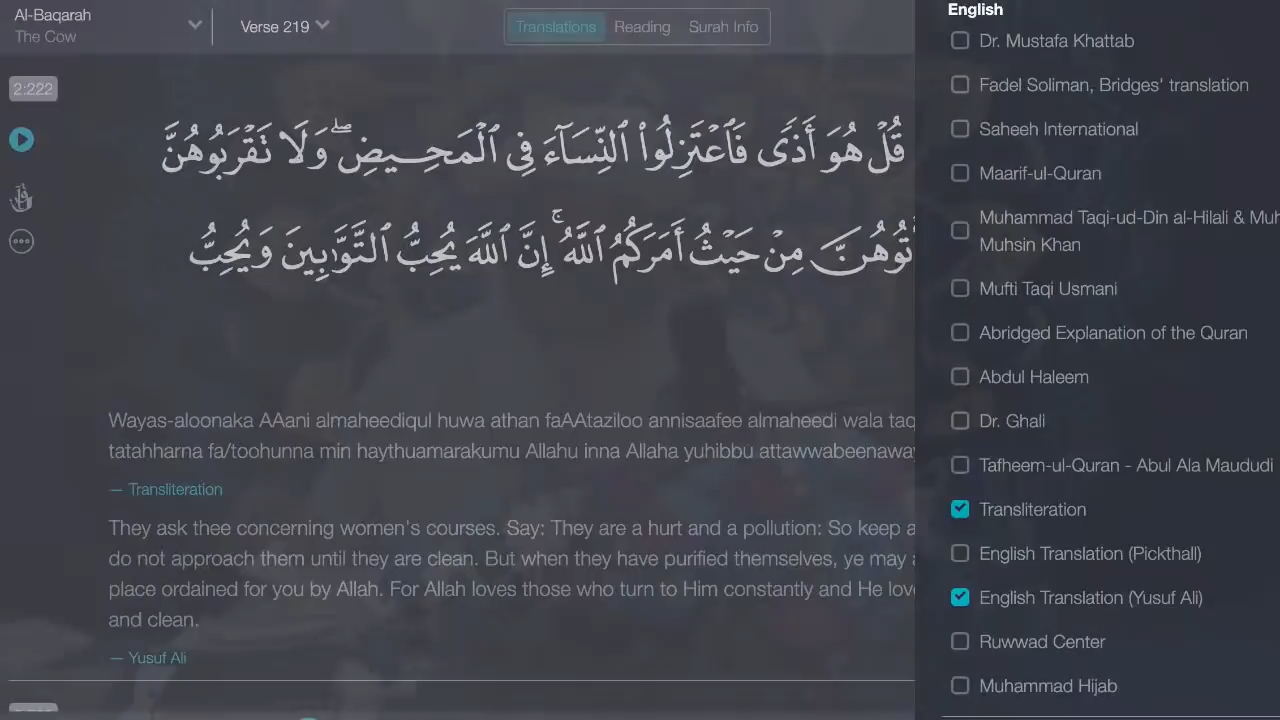 Al-Baqarah
The Cow
Verse 219
Translations
Reading
Surah Info
2:222
قُلْ هُوَ أَذًى فَٱعْتَزِلُوا۟ ٱلنِّسَآءَ فِى ٱلْمَحِيضِ ۖ وَلَا تَقْرَبُوهُنَّ
مِنْ حَيْثُ أَمَرَكُمُ ٱللَّهُ ۚ إِنَّ ٱللَّهَ يُحِبُّ ٱلتَّوَّٰبِينَ وَيُحِبُّ
Wayas-aloonaka AAani almaheediqul huwa athan faAAtaziloo annisaafee almaheedi wala taq
tatahharna fa/toohunna min haythuamarakumu Allahu inna Allaha yuhibbu attawwabeenaway
— Transliteration
They ask thee concerning women's courses. Say: They are a hurt and a pollution: So keep a
do not approach them until they are clean. But when they have purified themselves, ye may
place ordained for you by Allah. For Allah loves those who turn to Him constantly and He lov
and clean.
— Yusuf Ali
English
Dr. Mustafa Khattab
Fadel Soliman, Bridges' translation
Saheeh International
Maarif-ul-Quran
Muhammad Taqi-ud-Din al-Hilali & Muh
Muhsin Khan
Mufti Taqi Usmani
Abridged Explanation of the Quran
Abdul Haleem
Dr. Ghali
Tafheem-ul-Quran - Abul Ala Maududi
Transliteration
English Translation (Pickthall)
English Translation (Yusuf Ali)
Ruwwad Center
Muhammad Hijab